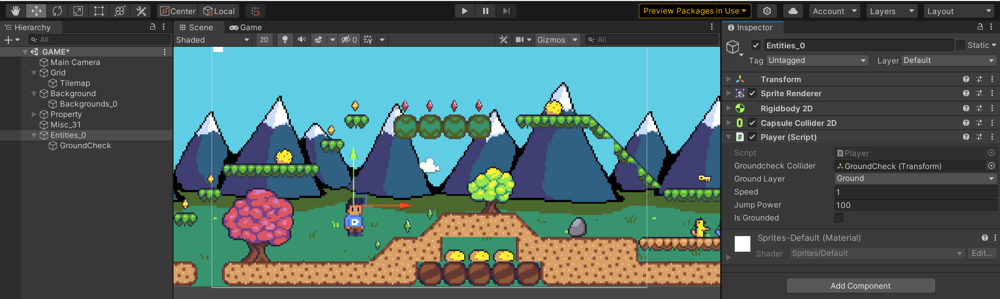 Center Local Preview Packages in Use Account Layers Layout
Hierarchy
All
GAME*
Main Camera
Grid
Tilemap
Background
Backgrounds_0
Property
Misc_31
Entities_0
GroundCheck
Scene Game
Shaded 2D 0 Gizmos All
Inspector
Entities_0 Static
Tag Untagged Layer Default
Transform
Sprite Renderer
Rigidbody 2D
Capsule Collider 2D
# Player (Script)
Script Player
Groundcheck Collider GroundCheck (Transform)
Ground Layer Ground
Speed 1
Jump Power 100
Is Grounded
Sprites-Default (Material)
Shader Sprites/Default Edit...
Add Component